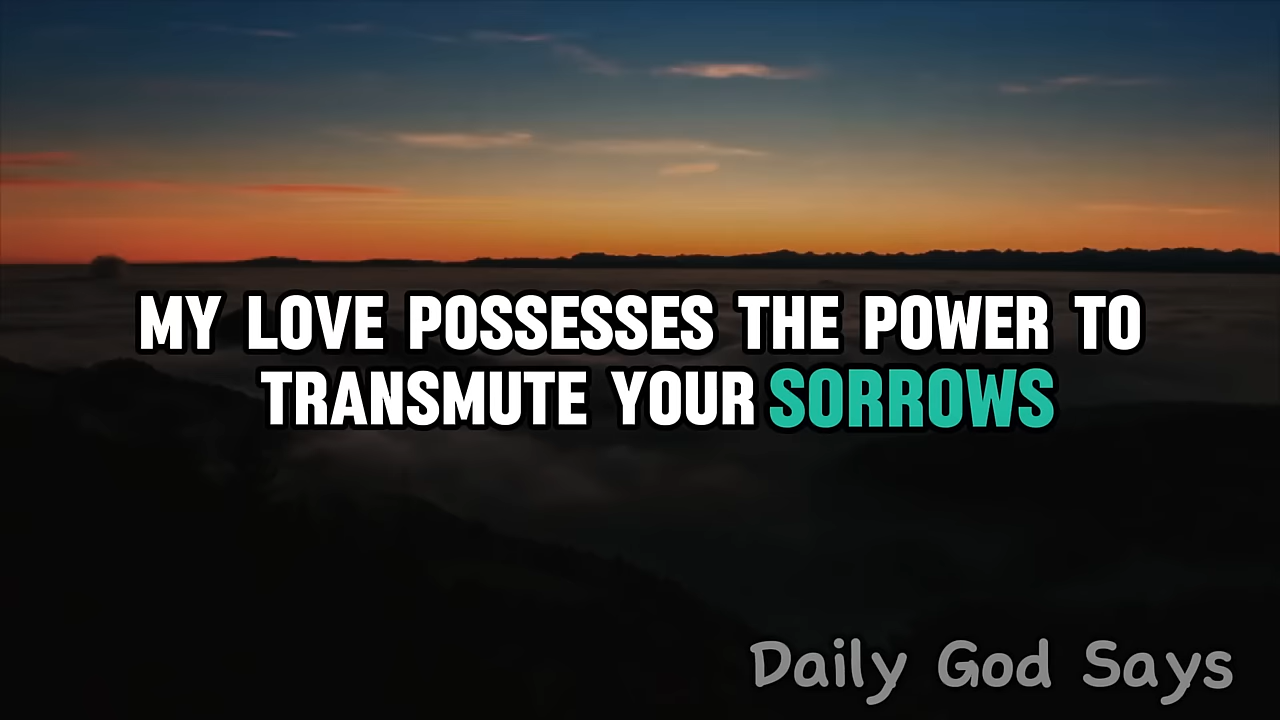 MY LOVE POSSESSES THE POWER TO
TRANSMUTE YOUR SORROWS
Daily God Says